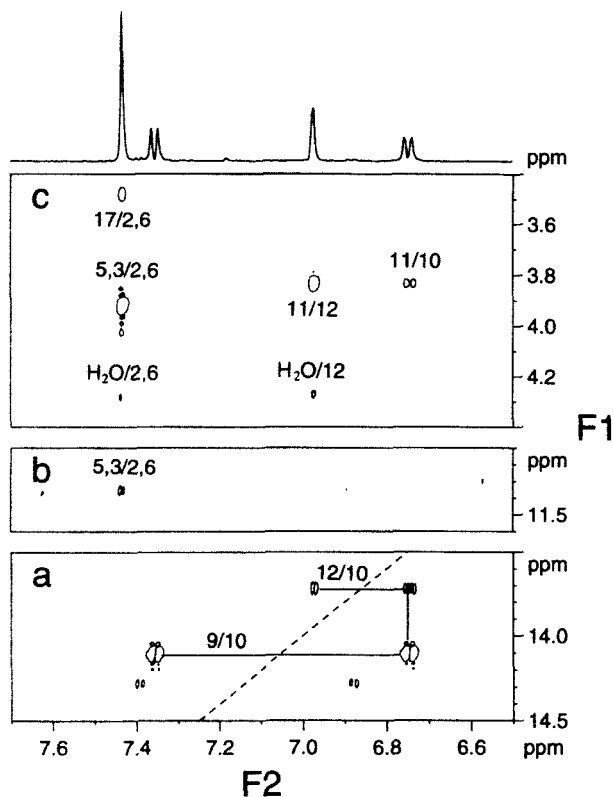 ppm
c
17/2,6
3.6
5,3/2,6
11/10
3.8
11/12
4.0
H₂O/2,6
H₂O/12
4.2
F1
b
5,3/2,6
ppm
11.5
a
ppm
12/10
9/10
14.0
14.5
7.6
7.4
7.2
7.0
6.8
6.6
ppm
F2